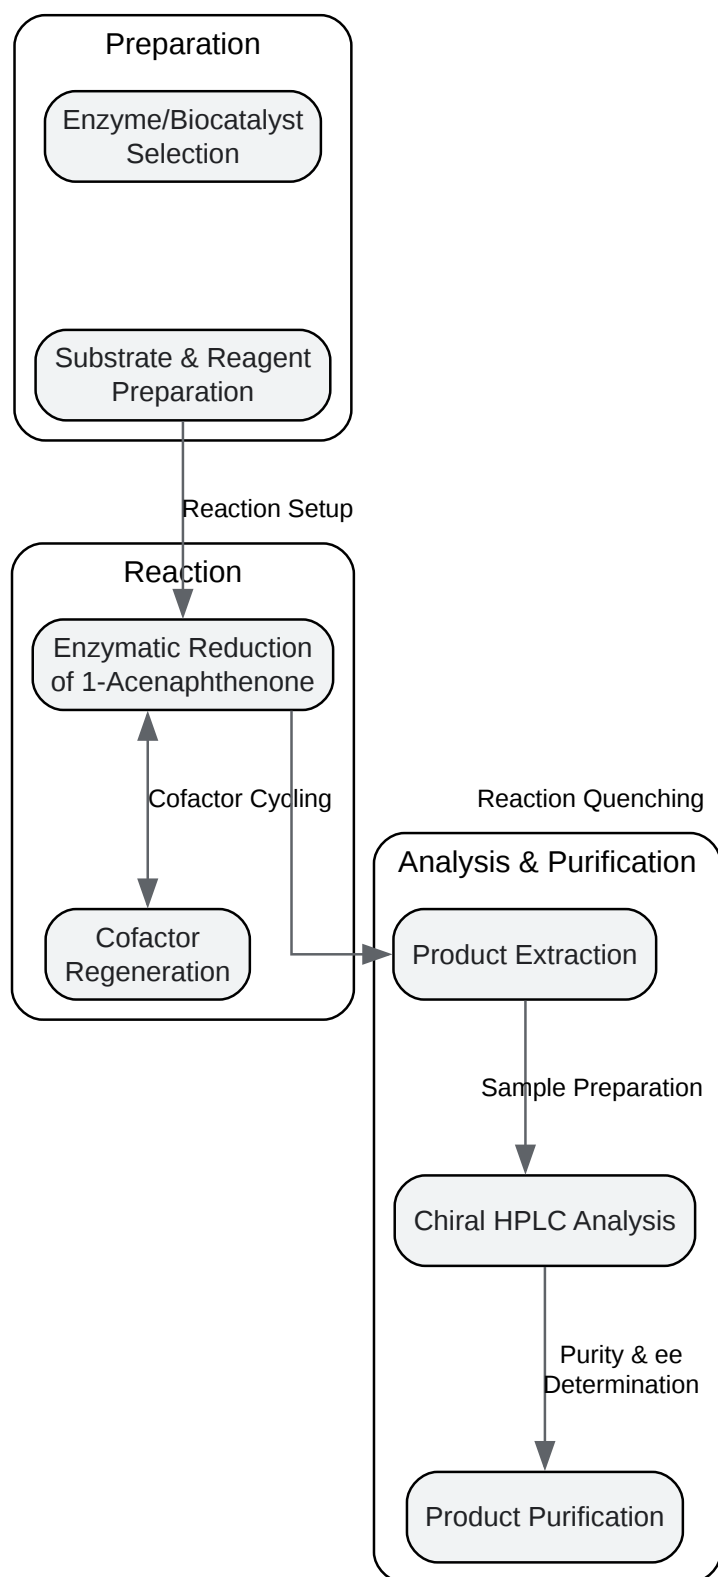 Preparation
Enzyme/Biocatalyst
Selection
Substrate & Reagent
Preparation
Reaction Setup
Reaction
Enzymatic Reduction
of 1-Acenaphthenone
Cofactor Cycling
Reaction Quenching
Cofactor
Regeneration
Analysis & Purification
Product Extraction
Sample Preparation
Chiral HPLC Analysis
Purity & ee
Determination
Product Purification